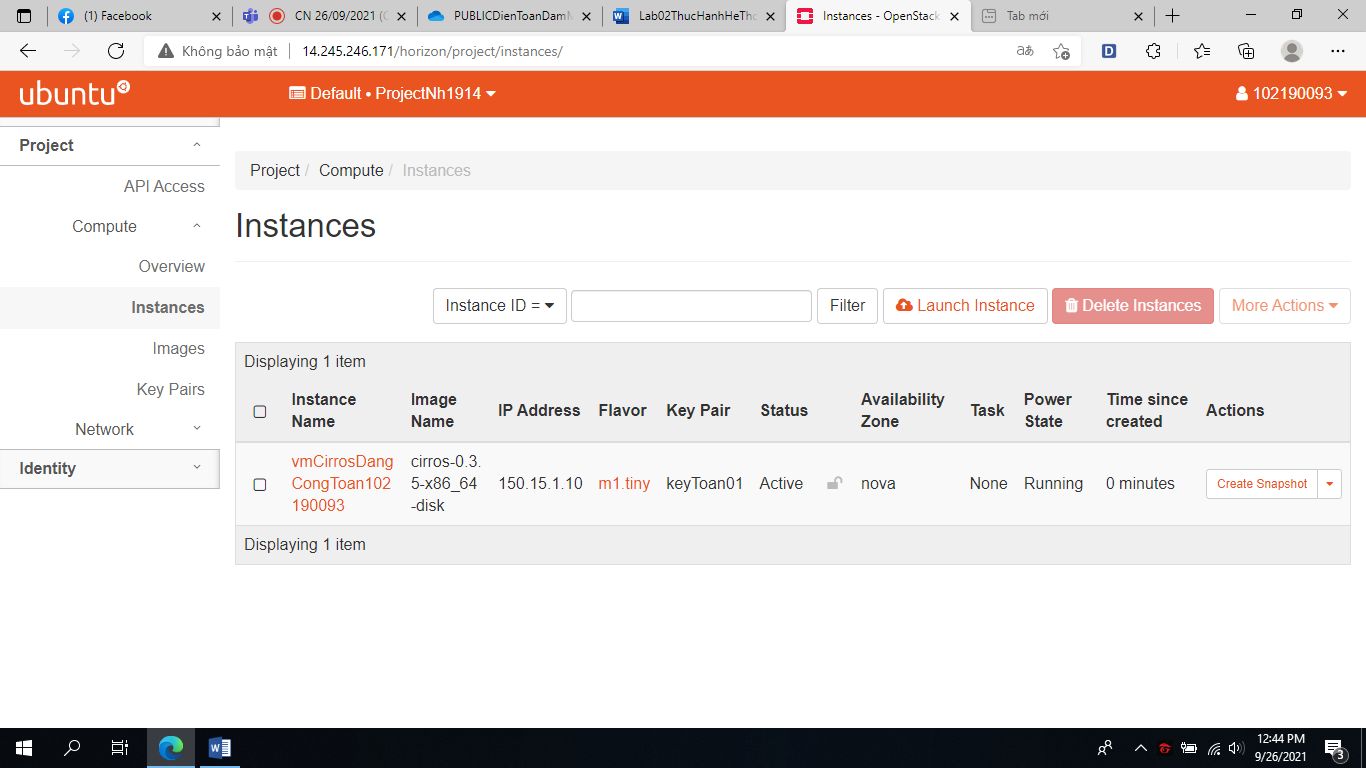 (1) Facebook
CN 26/09/2021 (
PUBLICDienToanDamM
Lab02ThucHanhHeTho
Instances - OpenStack
Tab mới
Không bảo mật
14.245.246.171/horizon/project/instances/
ubuntu
Default • ProjectNh1914
102190093
Project
API Access
Compute
Overview
Instances
Images
Key Pairs
Network
Identity
Project / Compute / Instances
Instances
Instance ID =
Filter
Launch Instance
Delete Instances
More Actions
Displaying 1 item
Instance Name
Image Name
IP Address
Flavor
Key Pair
Status
Availability Zone
Task
Power State
Time since created
Actions
vmCirrosDang
CongToan102
190093
cirros-0.3.
5-x86_64
-disk
150.15.1.10
m1.tiny
keyToan01
Active
nova
None
Running
0 minutes
Create Snapshot
Displaying 1 item
12:44 PM
9/26/2021
3